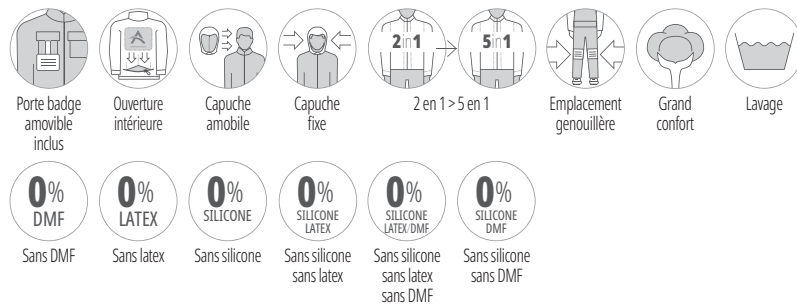 2in1
5in1
Porte badge
amovible
inclus
Ouverture
intérieure
Capuche
amobile
Capuche
fixe
2 en 1 > 5 en 1
Emplacement
genouillère
Grand
confort
Lavage
0%
DMF
0%
LATEX
0%
SILICONE
0%
SILICONE
LATEX
0%
SILICONE
LATEX/DMF
0%
SILICONE
DMF
Sans DMF
Sans latex
Sans silicone
Sans silicone
sans latex
Sans silicone
sans latex
sans DMF
Sans silicone
sans DMF